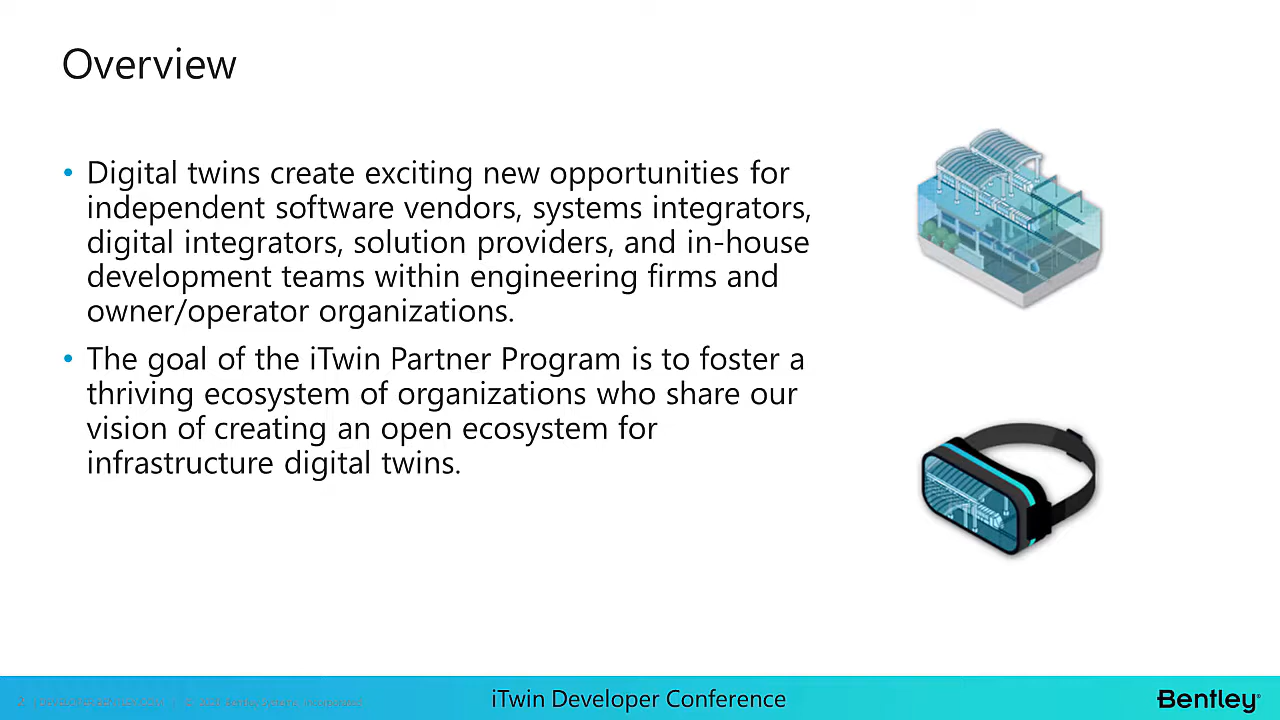 Overview
• Digital twins create exciting new opportunities for
independent software vendors, systems integrators,
digital integrators, solution providers, and in-house
development teams within engineering firms and
owner/operator organizations.
• The goal of the iTwin Partner Program is to foster a
thriving ecosystem of organizations who share our
vision of creating an open ecosystem for
infrastructure digital twins.
iTwin Developer Conference
Bentley